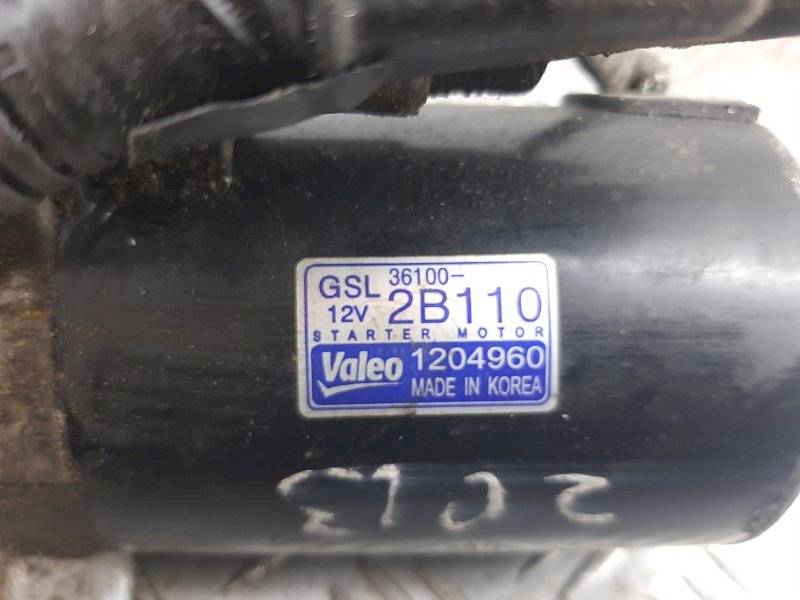 GSL 36100-
12V 2B110
STARTER MOTOR
Valeo 1204960
MADE IN KOREA
2013